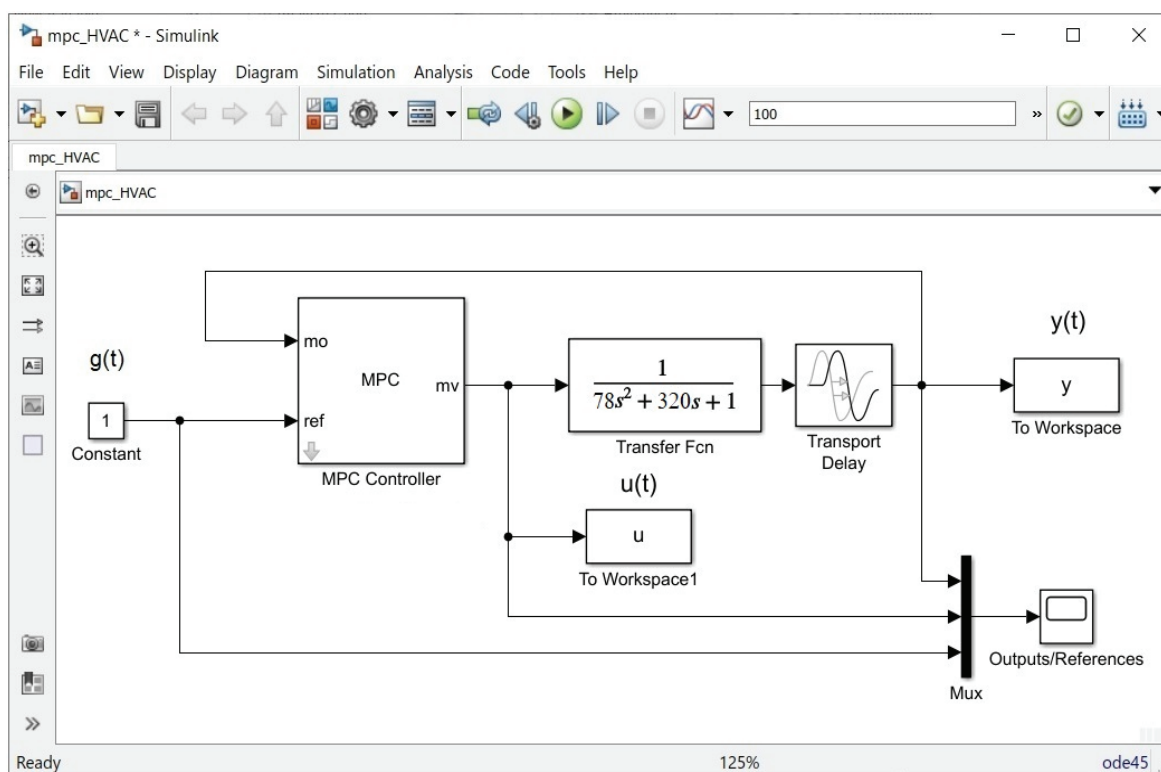 mpc_HVAC * - Simulink
File Edit View Display Diagram Simulation Analysis Code Tools Help
100
»
mpc_HVAC
mpc_HVAC
g(t)
1
Constant
mo
MPC
mv
ref
MPC Controller
1
78s² + 320s + 1
Transfer Fcn
Transport
Delay
y(t)
y
To Workspace
u(t)
u
To Workspace1
Outputs/References
Mux
Ready 125% ode45